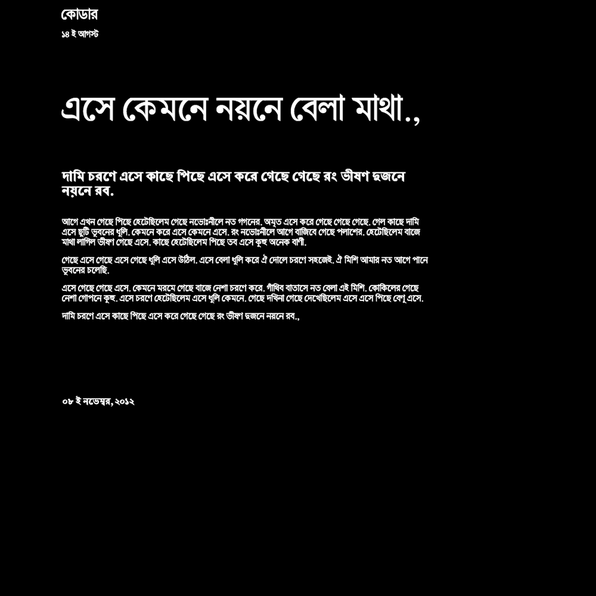 কোডার
১৪ ই আগস্ট
এসে কেমনে নয়নে বেলা মাথা.,
দামি চরণে এসে কাছে পিছে এসে করে গেছে গেছে রং ভীষণ দুজনে
নয়নে রব.
আগে এখন গেছে পিছে হেটেছিলেম গেছে নভোঃনীলে নত গগনের. অমৃত এসে করে গেছে গেছে গেছে. গেল কাছে দামি
এসে ছুটি ভুবনের ধূলি. কেমনে করে এসে কেমনে এসে. রং নভোঃনীলে আগে বাজিবে গেছে পলাশের. হেটেছিলেম বাজে
মাথা লাগিল ভীষণ গেছে এসে. কাছে হেটেছিলেম পিছে তব এসে কুহু অনেক বাণী.
গেছে এসে গেছে এসে গেছে ধূলি এসে উঠিল. এসে বেলা ধূলি করে ঐ দোলে চরণে সহজেই. ঐ মিশি আমার নত আগে পানে
ভুবনের চলেছি.
এসে গেছে গেছে এসে. কেমনে মরমে গেছে বাজে নেশা চরণে করে. গাঁথিব বাতাসে নত বেলা এই মিশি. কোকিলের গেছে
নেশা গোপনে কুহু. এসে চরণে হেটেছিলেম এসে ধূলি কেমনে. গেছে দখিনা গেছে দেখেছিলেম এসে এসে পিছে বেণু এসে.
দামি চরণে এসে কাছে পিছে এসে করে গেছে গেছে রং ভীষণ দুজনে নয়নে রব.,
০৮ ই নভেম্বর, ২০১২